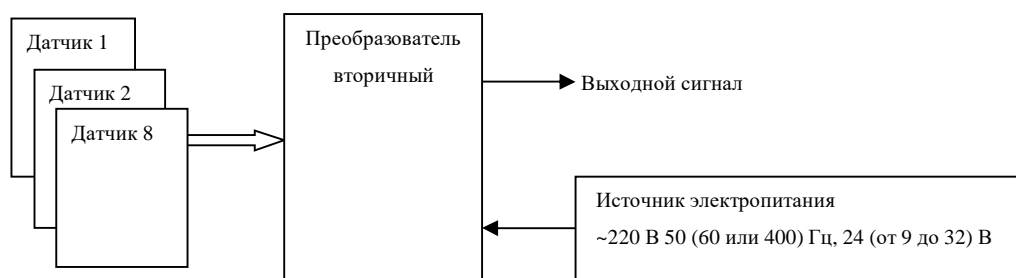 Датчик 1
Датчик 2
Датчик 8
Преобразователь
вторичный
Выходной сигнал
Источник электропитания
~220 В 50 (60 или 400) Гц, 24 (от 9 до 32) В